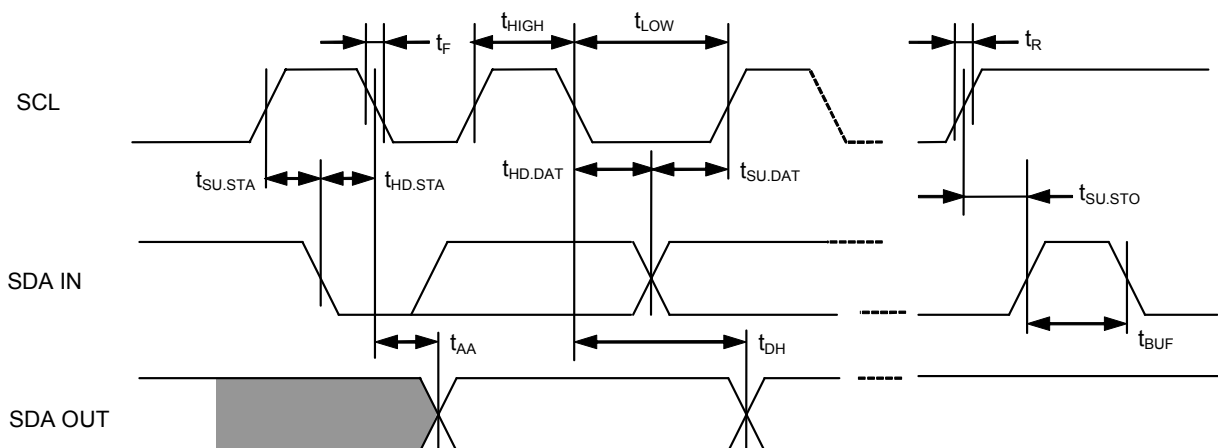 tHIGH
tLOW
tF
tR
SCL
tSU.STA
tHD.STA
tHD.DAT
tSU.DAT
tSU.STO
SDA IN
tAA
tDH
tBUF
SDA OUT